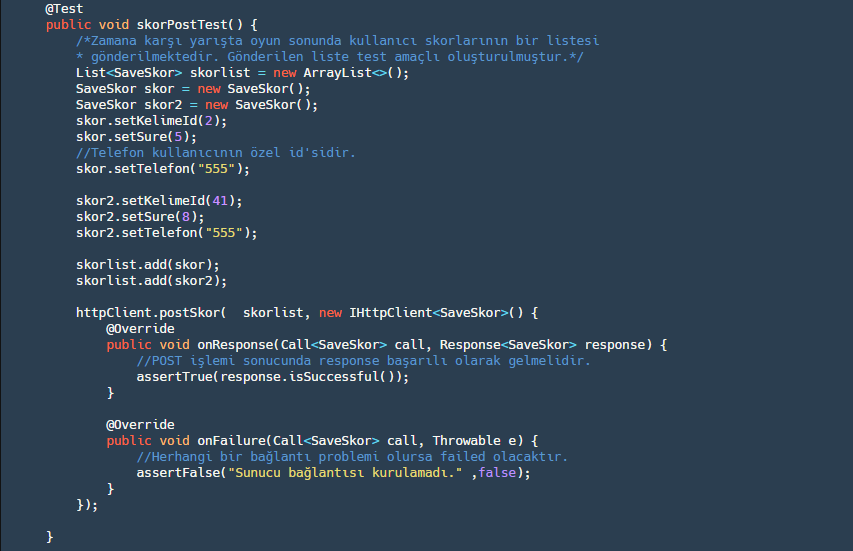 @Test
public void skorPostTest() {
/*Zamana karşı yarışta oyun sonunda kullanıcı skorlarının bir listesi
* gönderilmektedir. Gönderilen liste test amaçlı oluşturulmuştur.*/
List<SaveSkor> skorlist = new ArrayList<>();
SaveSkor skor = new SaveSkor();
SaveSkor skor2 = new SaveSkor();
skor.setKelimeId(2);
skor.setSure(5);
//Telefon kullanıcının özel id'sidir.
skor.setTelefon("555");
skor2.setKelimeId(41);
skor2.setSure(8);
skor2.setTelefon("555");
skorlist.add(skor);
skorlist.add(skor2);
httpClient.postSkor(  skorlist, new IHttpClient<SaveSkor>() {
@Override
public void onResponse(Call<SaveSkor> call, Response<SaveSkor> response) {
//POST işlemi sonucunda response başarılı olarak gelmelidir.
assertTrue(response.isSuccessful());
}
@Override
public void onFailure(Call<SaveSkor> call, Throwable e) {
//Herhangi bir bağlantı problemi olursa failed olacaktır.
assertFalse("Sunucu bağlantısı kurulamadı." ,false);
}
});
}